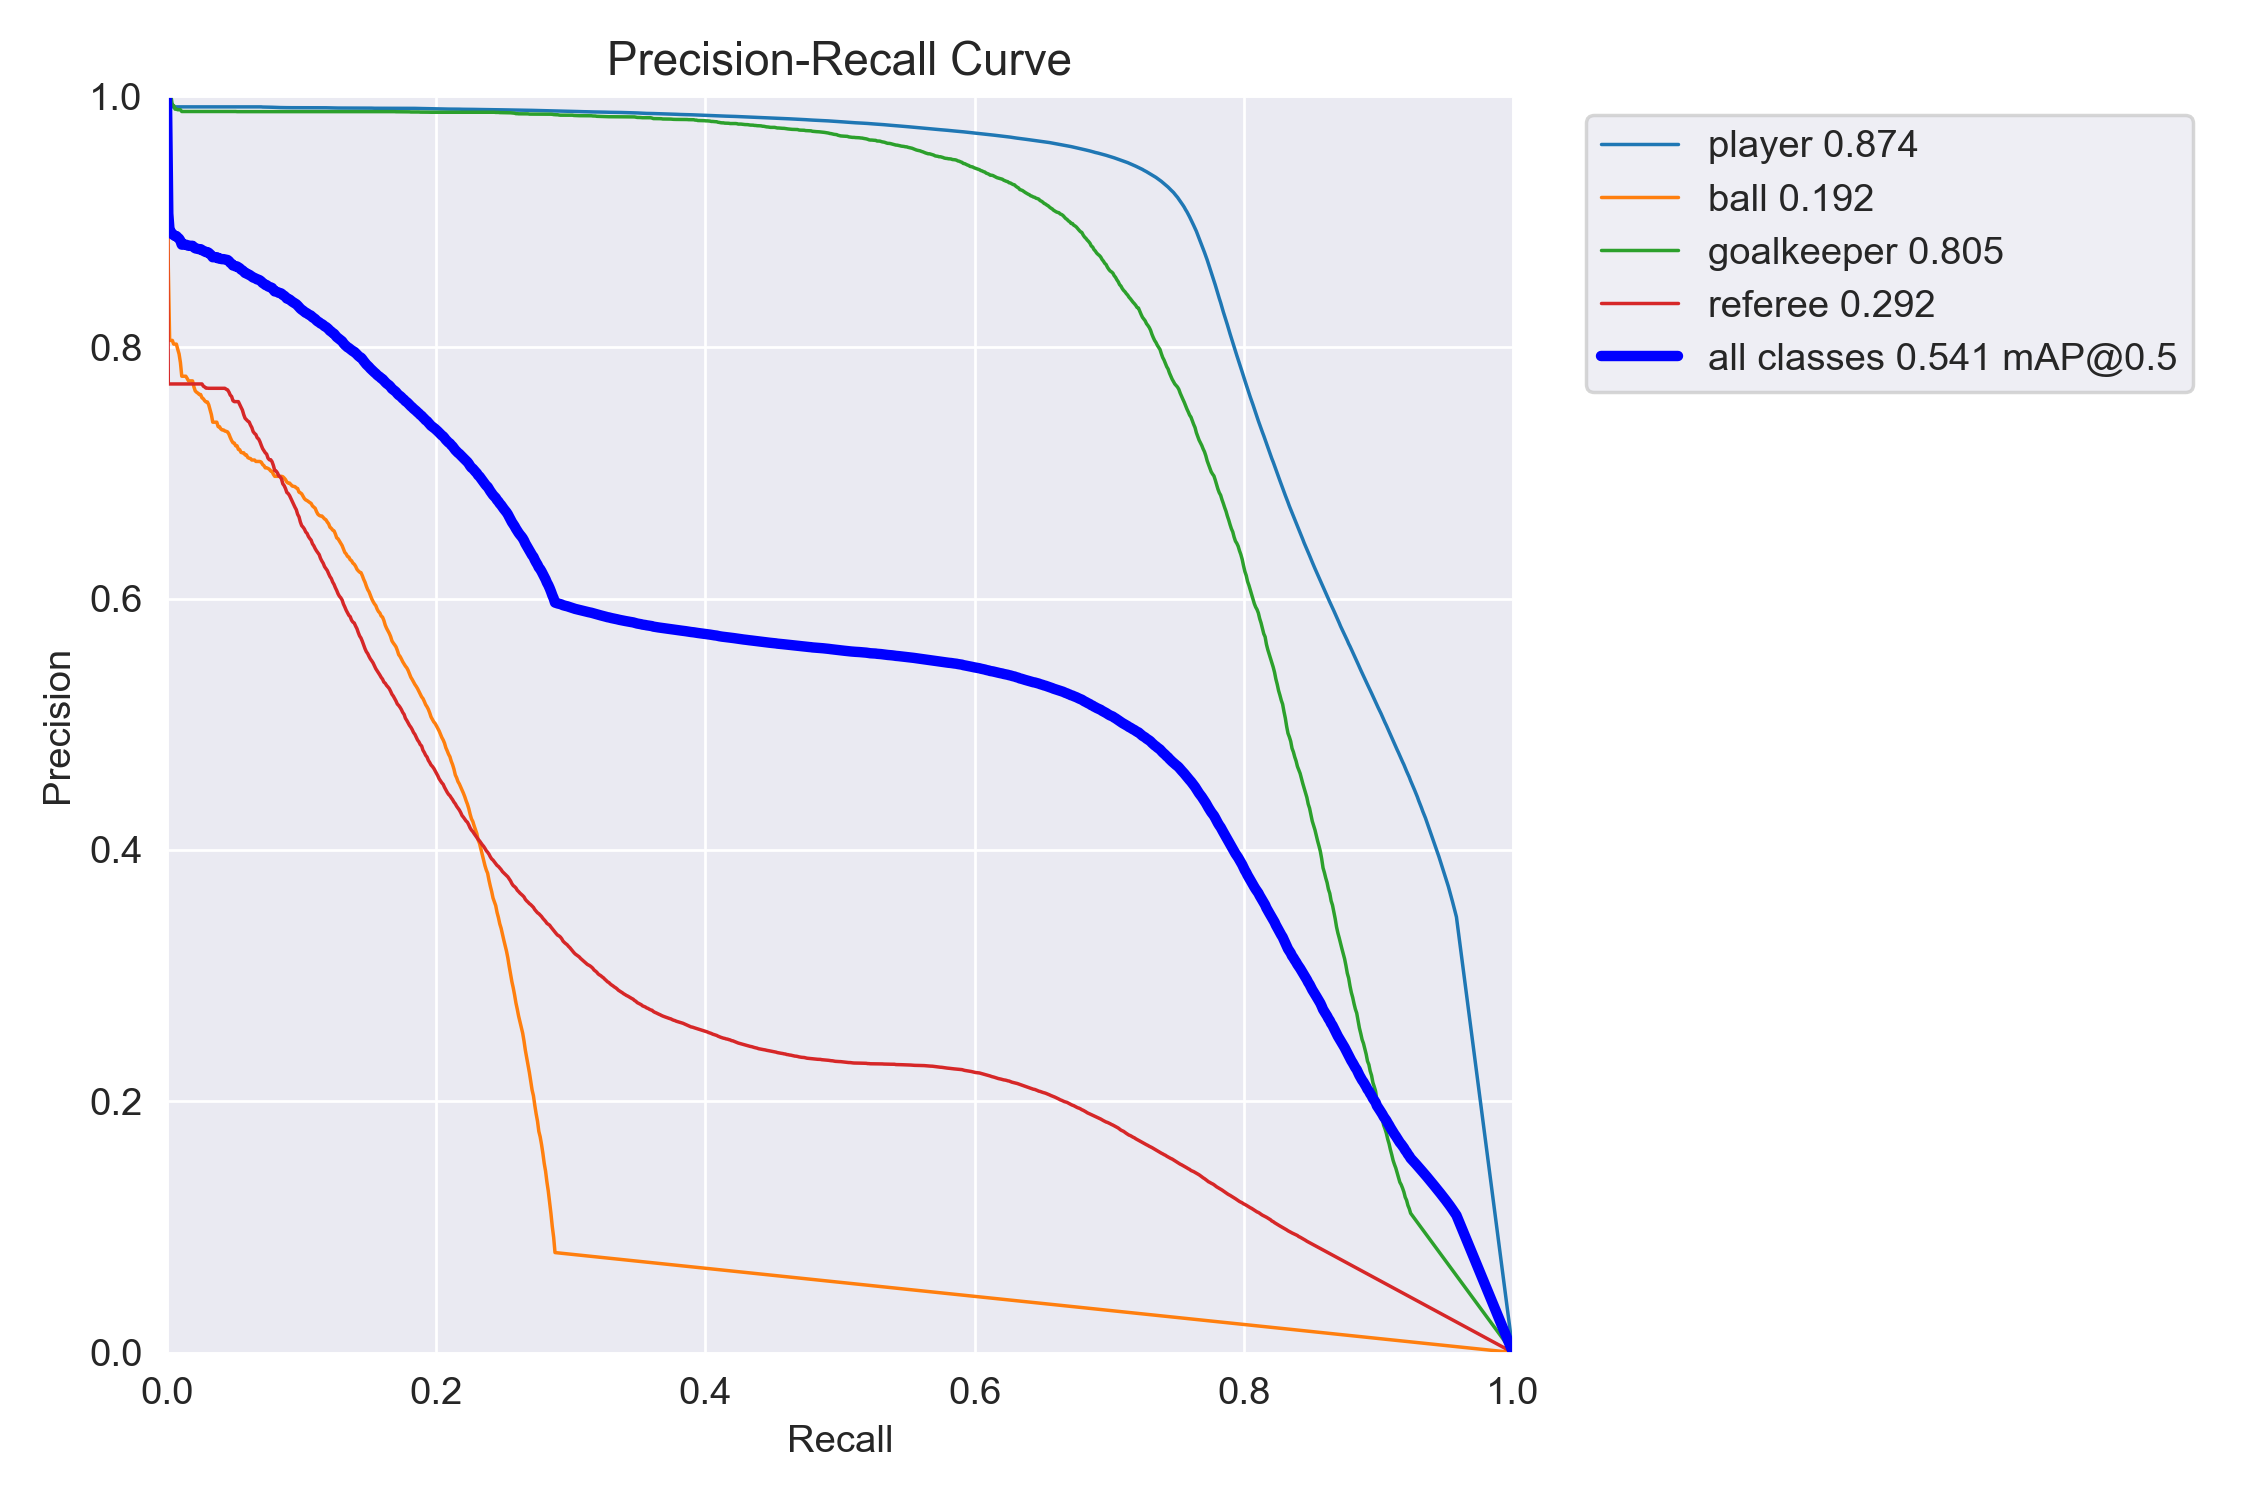 Precision-Recall Curve
1.0
0.8
0.6
0.4
0.2
0.0
Precision
0.0 0.2 0.4 0.6 0.8 1.0
Recall
player 0.874
ball 0.192
goalkeeper 0.805
referee 0.292
all classes 0.541 mAP@0.5